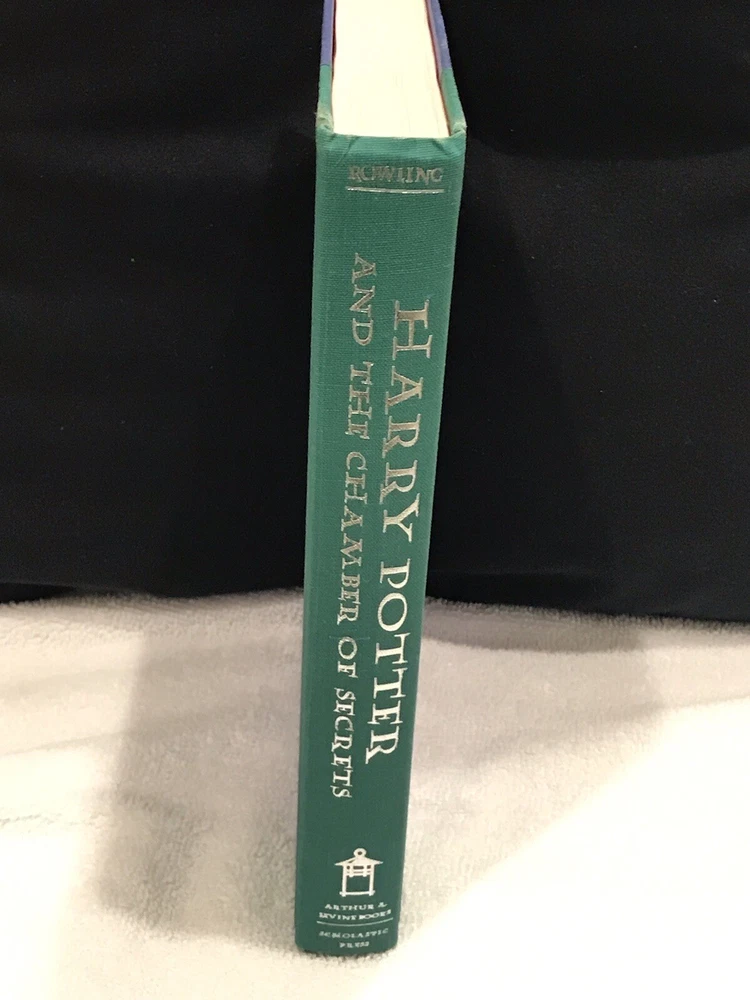 ROWLING
HARRY POTTER
AND THE CHAMBER OF SECRETS
ARTHUR A.
LEVINE BOOKS
SCHOLASTIC
PRESS